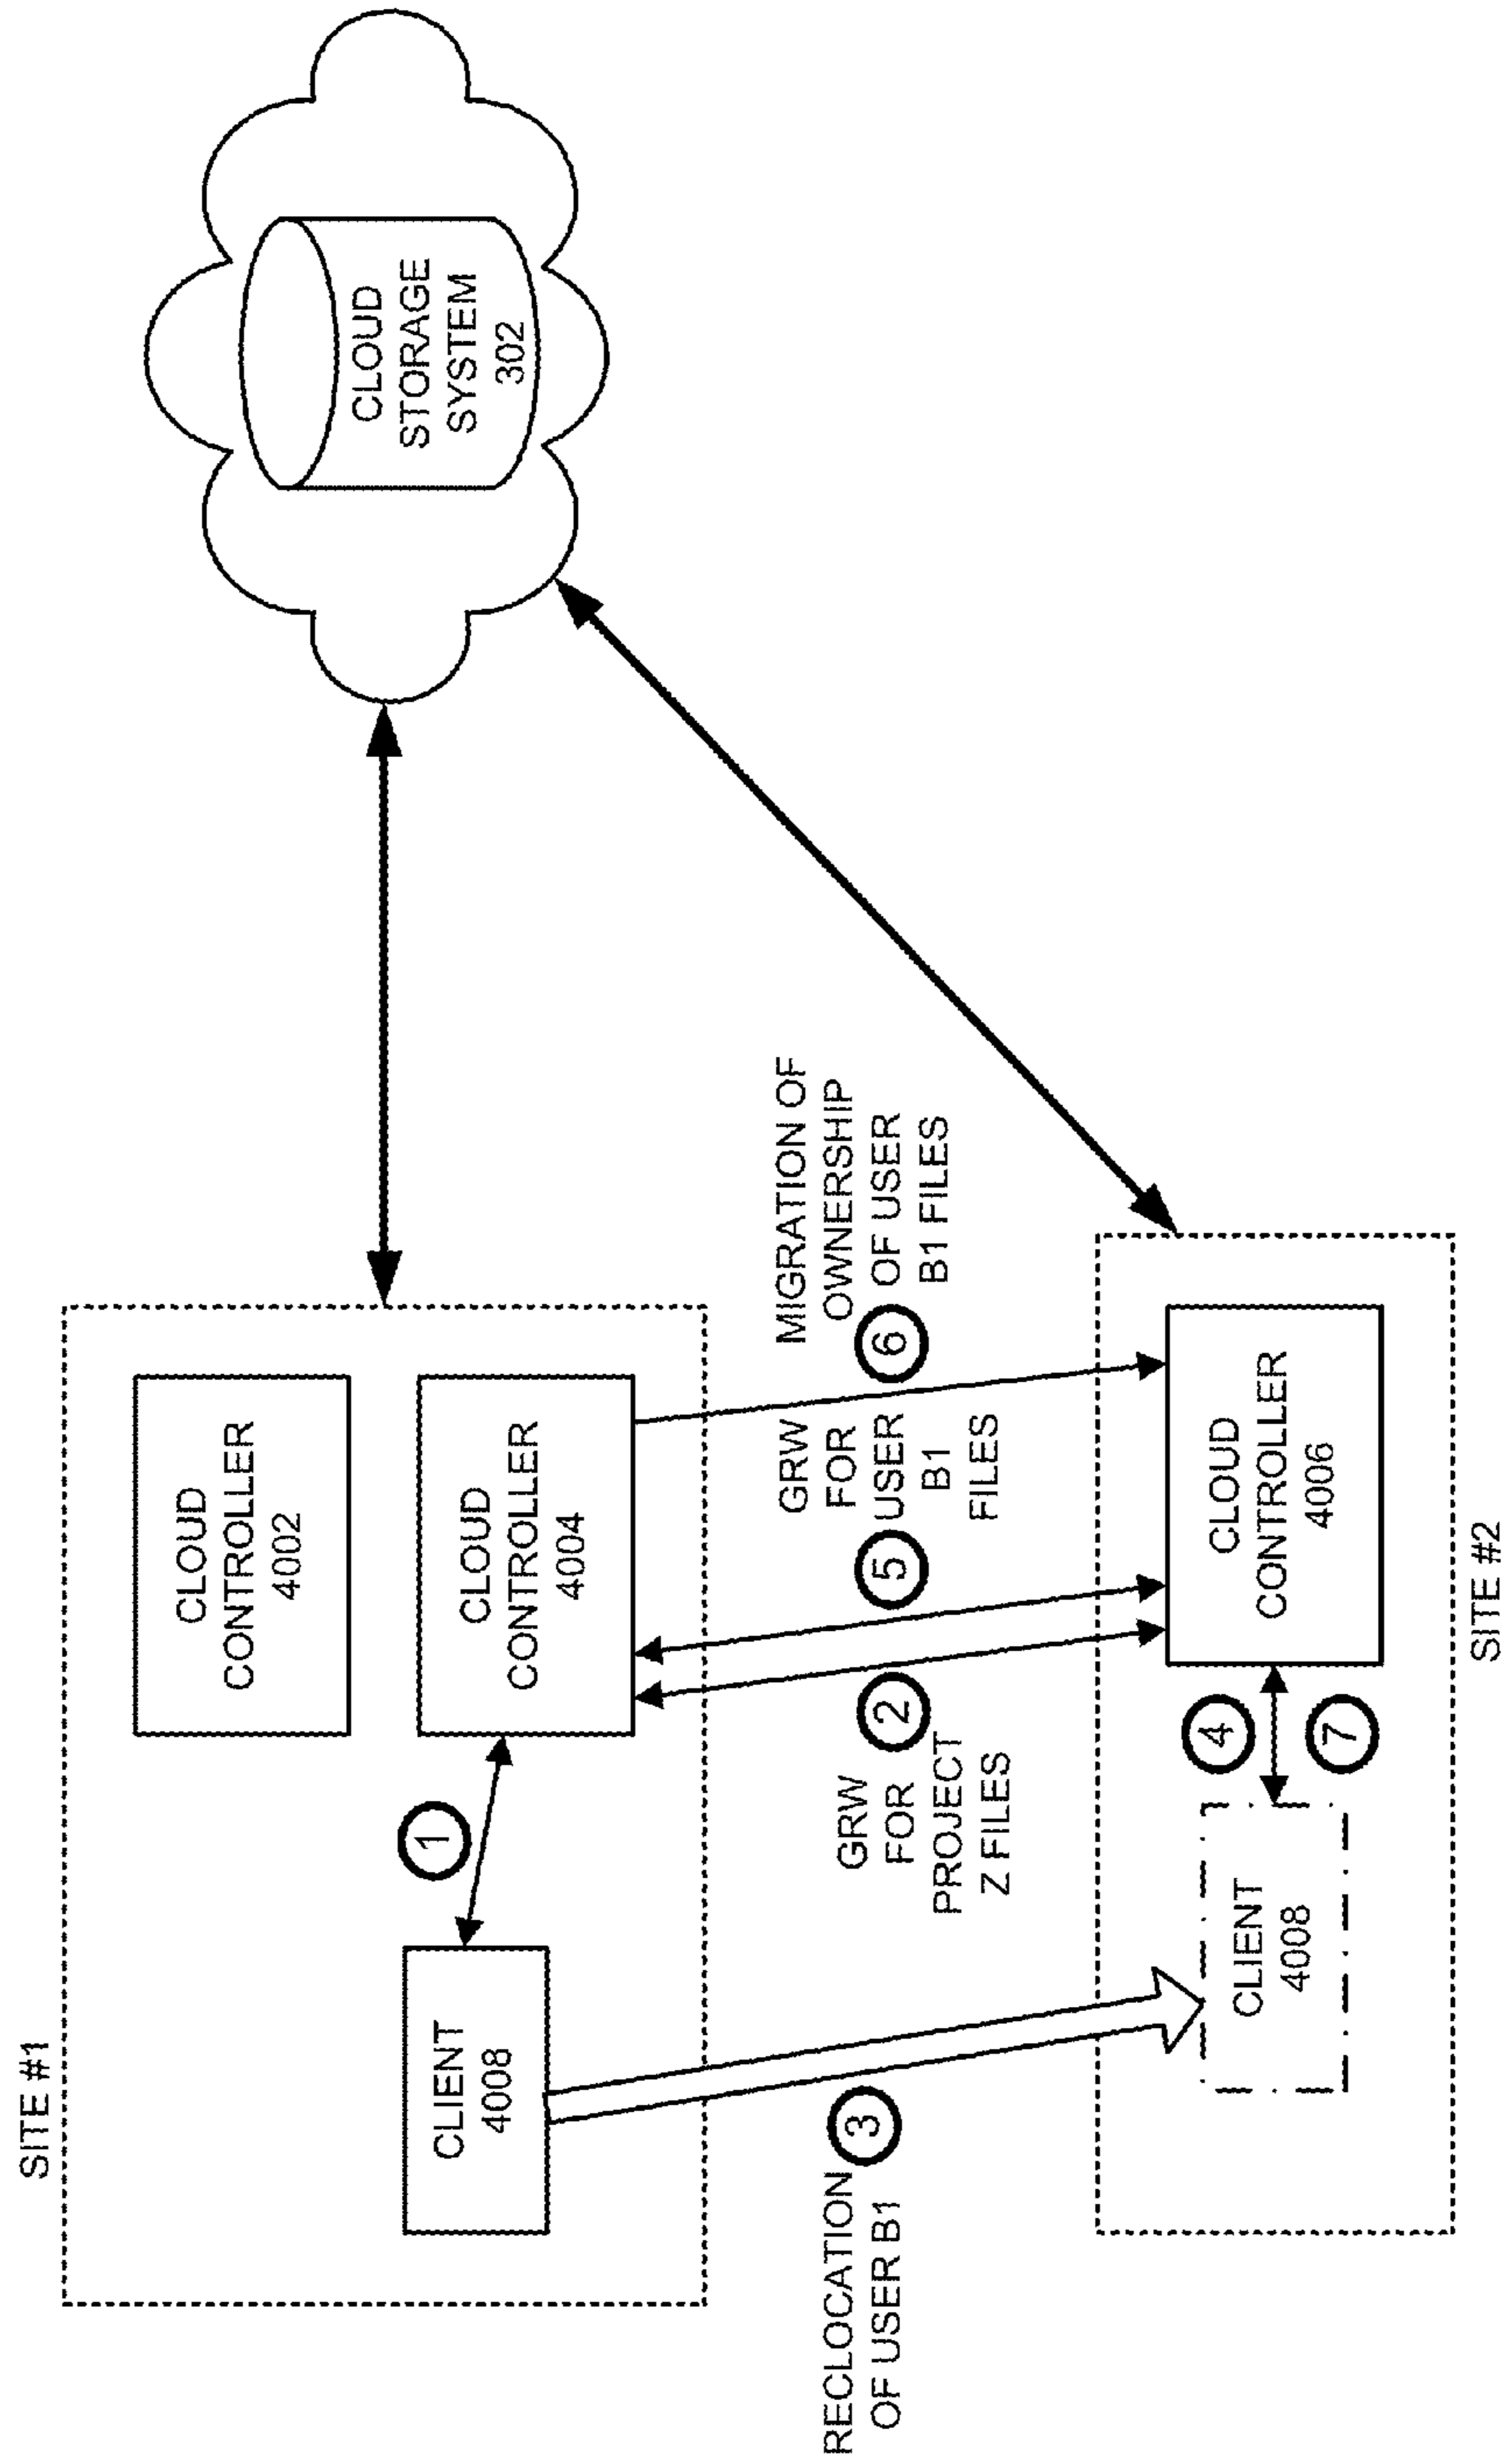 SITE #1
CLOUD
CONTROLLER
4002
CLIENT
4008
1
CLOUD
CONTROLLER
4004
CLOUD
STORAGE
SYSTEM
302
RECLOCATION
OF USER B1
3
GRW
FOR
PROJECT
Z FILES
2
5
GRW
FOR
USER
B1
FILES
6
MIGRATION OF
OWNERSHIP
OF USER
B1 FILES
CLIENT
4008
4
7
CLOUD
CONTROLLER
4006
SITE #2